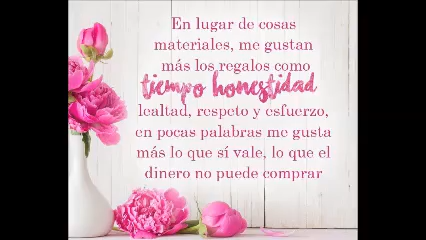 En lugar de cosas
materiales, me gustan
más los regalos como
tiempo honestidad
lealtad, respeto y esfuerzo,
en pocas palabras me gusta
más lo que sí vale, lo que el
dinero no puede comprar